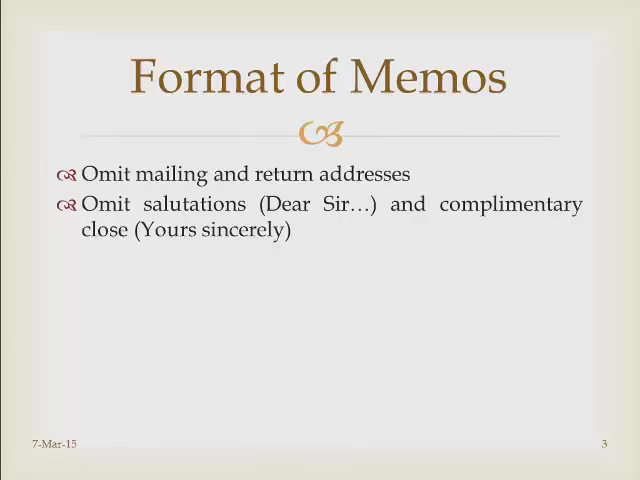 Format of Memos
Omit mailing and return addresses
Omit salutations (Dear Sir…) and complimentary
close (Yours sincerely)
7-Mar-15
3